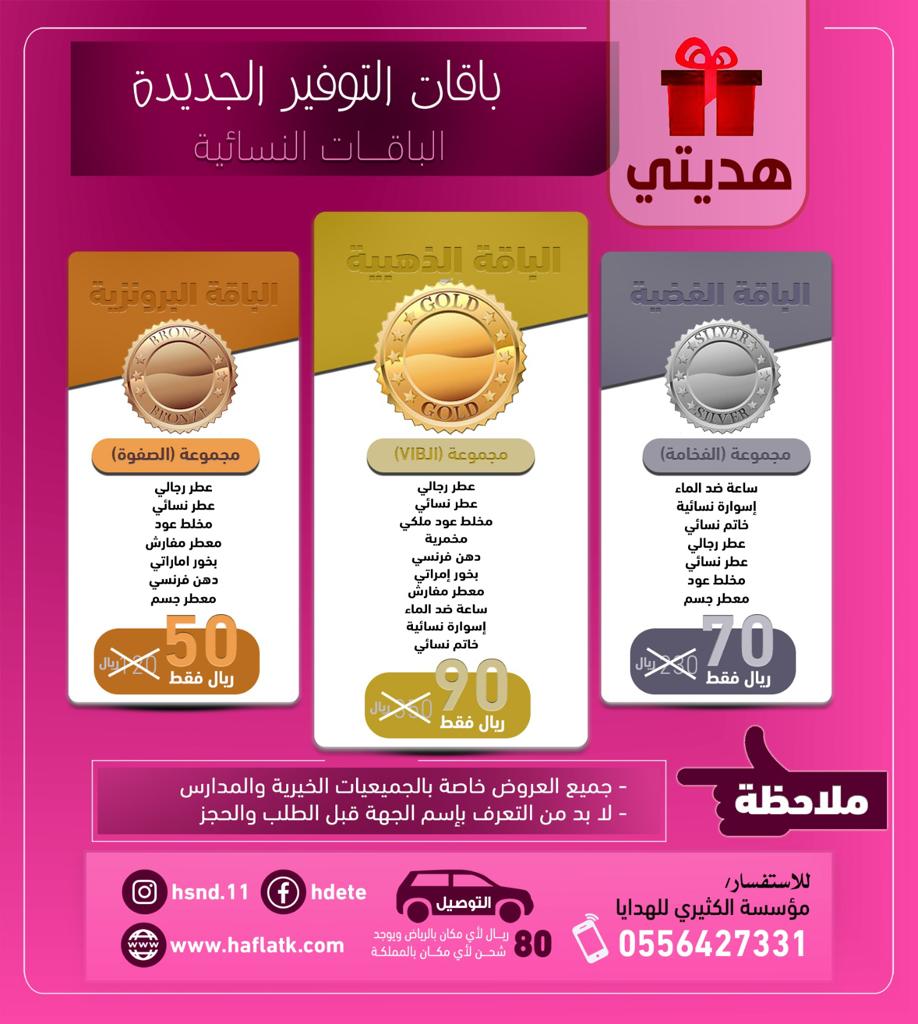 هديتي
باقات التوفير الجديدة
الباقــات النسائية
الباقة الفضية
SILVER
SILVER
مجموعة (الفخامة)
ساعة ضد الماء
إسوارة نسائية
خاتم نسائي
عطر رجالي
عطر نسائي
مخلط عود
معطر جسم
70
ريال فقط
230 ريال
الباقة الذهبية
GOLD
GOLD
مجموعة (الـVIB)
عطر رجالي
عطر نسائي
مخلط عود ملكي
مخمرية
دهن فرنسي
بخور إمراتي
معطر مفارش
ساعة ضد الماء
إسوارة نسائية
خاتم نسائي
90
ريال فقط
ريال
الباقة البرونزية
BRONZE
BRONZE
مجموعة (الصفوة)
عطر رجالي
عطر نسائي
مخلط عود
معطر مفارش
بخور اماراتي
دهن فرنسي
معطر جسم
50
ريال فقط
120 ريال
ملاحظة
- جميع العروض خاصة بالجميعيات الخيرية والمدارس
- لا بد من التعرف بإسم الجهة قبل الطلب والحجز
للاستفسار/
مؤسسة الكثيري للهدايا
0556427331
التوصيل
80 ريـال لأي مكان بالرياض ويوجد
شحـن لأي مكـان بالمملكـة
hdete
hsnd.11
www.haflatk.com